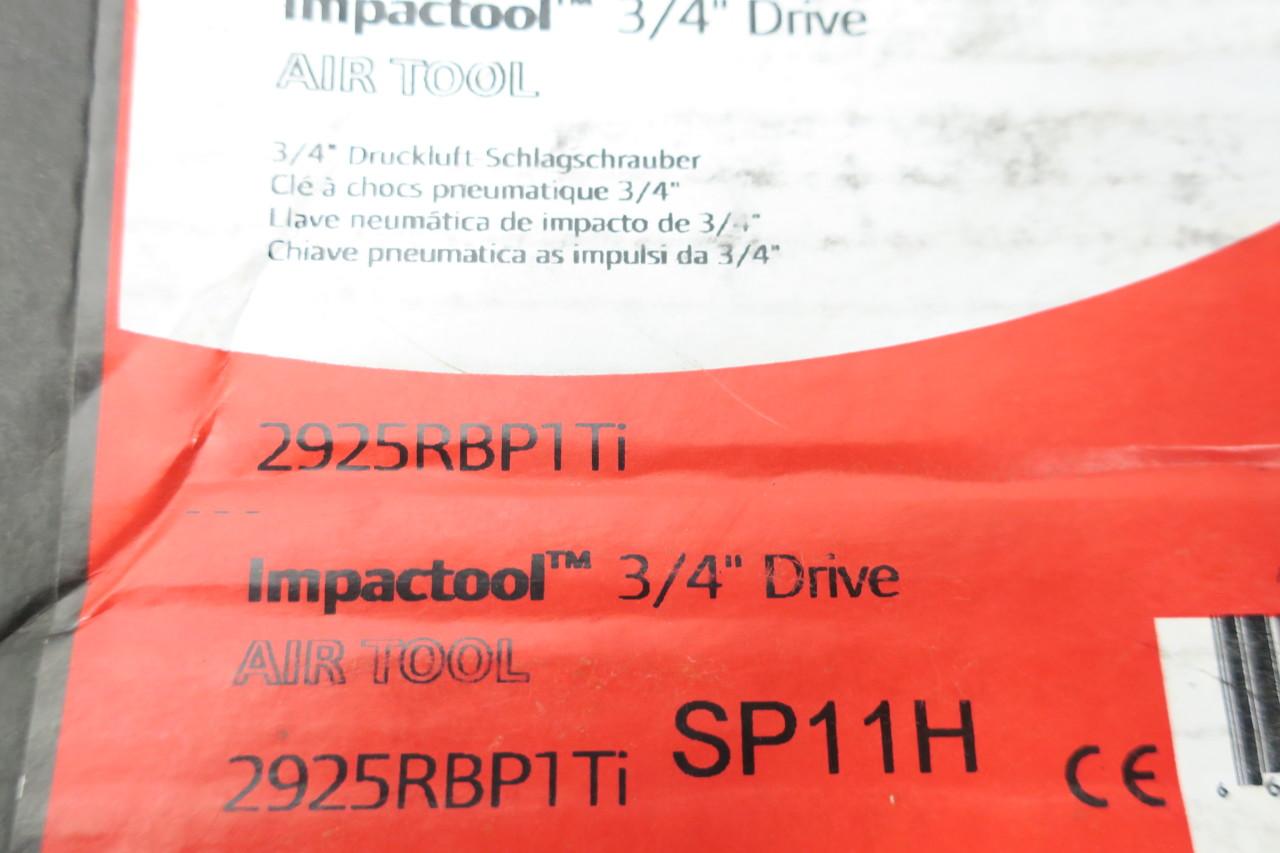 Impactool™ 3/4" Drive
AIR TOOL
3/4" Druckluft-Schlagschrauber
Clé à chocs pneumatique 3/4"
Llave neumática de impacto de 3/4"
Chiave pneumatica as impulsi da 3/4"
2925RBP1Ti
- - -
Impactool™ 3/4" Drive
AIR TOOL
2925RBP1Ti SP11H CE
6